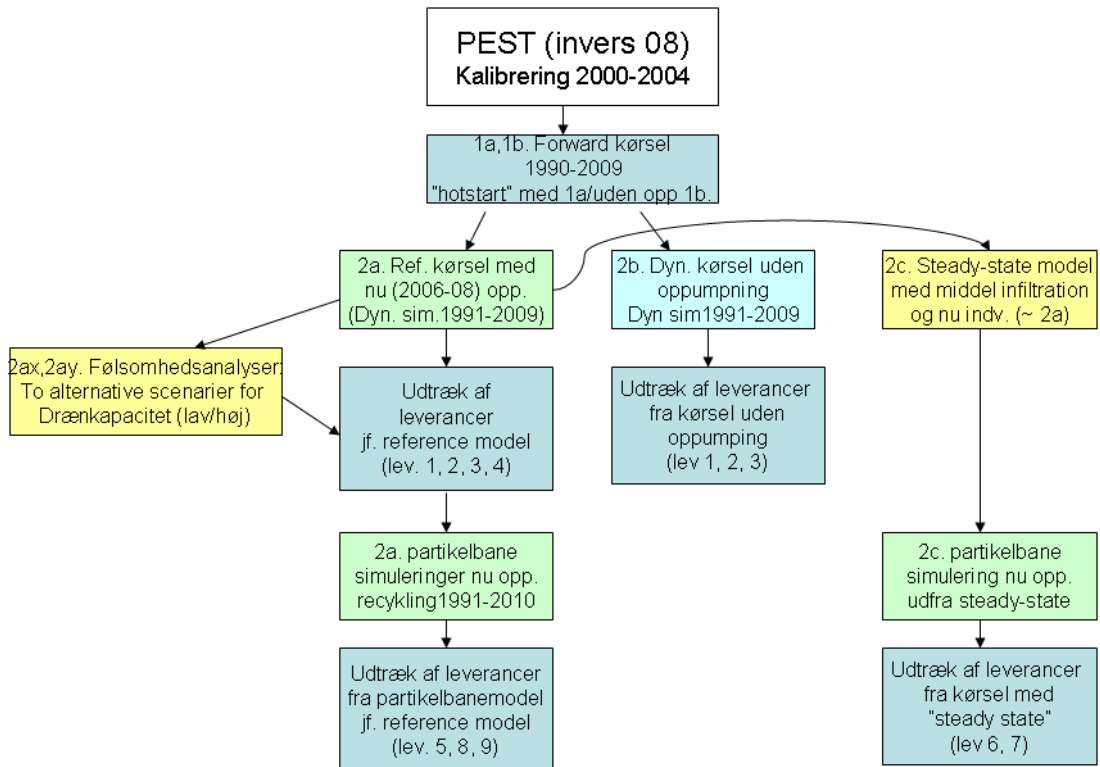 PEST (invers 08)
Kalibrering 2000-2004
1a,1b. Forward kørsel
1990-2009
"hotstart" med 1a/uden opp 1b.
2a. Ref. kørsel med
nu (2006-08) opp.
(Dyn. sim.1991-2009)
2b. Dyn. kørsel uden
oppumpning
Dyn sim1991-2009
2c. Steady-state model
med middel infiltration
og nu indv. (~ 2a)
2ax,2ay. Følsomhedsanalyser:
To alternative scenarier for
Drænkapacitet (lav/høj)
Udtræk af
leverancer
jf. reference model
(lev. 1, 2, 3, 4)
Udtræk af leverancer
fra kørsel uden
oppumping
(lev 1, 2, 3)
2a. partikelbane
simuleringer nu opp.
recykling1991-2010
2c. partikelbane
simulering nu opp.
udfra steady-state
Udtræk af leverancer
fra partikelbanemodel
jf. reference model
(lev. 5, 8, 9)
Udtræk af leverancer
fra kørsel med
"steady state"
(lev 6, 7)